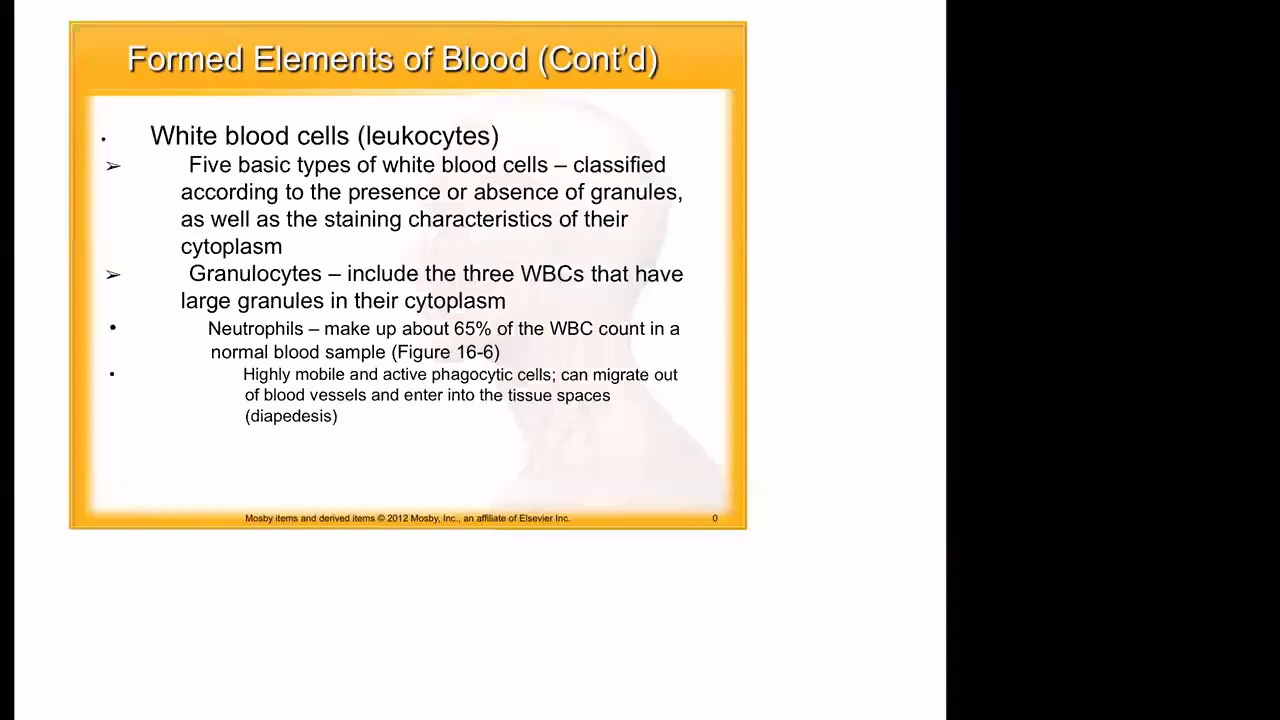 Formed Elements of Blood (Cont’d)
• White blood cells (leukocytes)
➢ Five basic types of white blood cells – classified
according to the presence or absence of granules,
as well as the staining characteristics of their
cytoplasm
➢ Granulocytes – include the three WBCs that have
large granules in their cytoplasm
• Neutrophils – make up about 65% of the WBC count in a
normal blood sample (Figure 16-6)
• Highly mobile and active phagocytic cells; can migrate out
of blood vessels and enter into the tissue spaces
(diapedesis)
Mosby items and derived items © 2012 Mosby, Inc., an affiliate of Elsevier Inc. 0